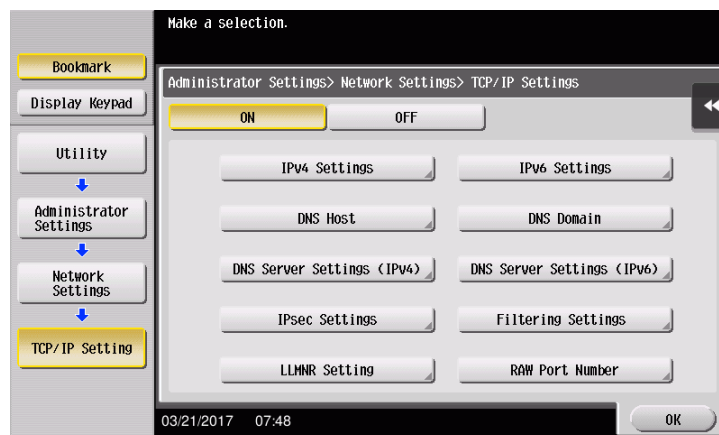 Make a selection.
Bookmark
Display Keypad
Administrator Settings> Network Settings> TCP/IP Settings
ON
OFF
Utility
Administrator
Settings
Network
Settings
TCP/IP Setting
IPv4 Settings
IPv6 Settings
DNS Host
DNS Domain
DNS Server Settings (IPv4)
DNS Server Settings (IPv6)
IPsec Settings
Filtering Settings
LLMNR Setting
RAW Port Number
03/21/2017 07:48
OK